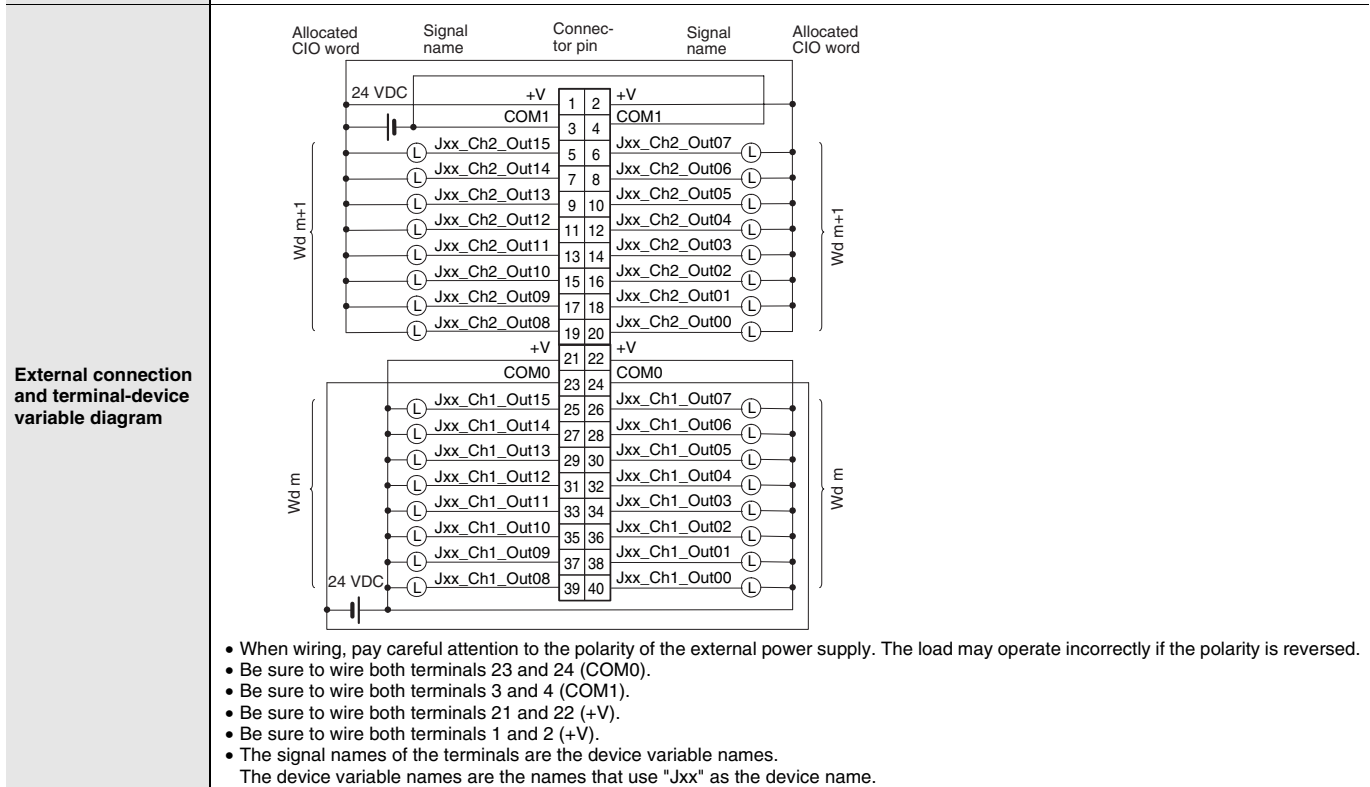 Allocated CIO word Signal name Connec- tor pin Signal name Allocated CIO word
24 VDC
+V 1 2 +V
COM1 3 4 COM1
L Jxx_Ch2_Out15 5 6 Jxx_Ch2_Out07 L
L Jxx_Ch2_Out14 7 8 Jxx_Ch2_Out06 L
L Jxx_Ch2_Out13 9 10 Jxx_Ch2_Out05 L
L Jxx_Ch2_Out12 11 12 Jxx_Ch2_Out04 L
L Jxx_Ch2_Out11 13 14 Jxx_Ch2_Out03 L
L Jxx_Ch2_Out10 15 16 Jxx_Ch2_Out02 L
L Jxx_Ch2_Out09 17 18 Jxx_Ch2_Out01 L
L Jxx_Ch2_Out08 19 20 Jxx_Ch2_Out00 L
Wd m+1
Wd m+1
+V 21 22 +V
COM0 23 24 COM0
L Jxx_Ch1_Out15 25 26 Jxx_Ch1_Out07 L
L Jxx_Ch1_Out14 27 28 Jxx_Ch1_Out06 L
L Jxx_Ch1_Out13 29 30 Jxx_Ch1_Out05 L
L Jxx_Ch1_Out12 31 32 Jxx_Ch1_Out04 L
L Jxx_Ch1_Out11 33 34 Jxx_Ch1_Out03 L
L Jxx_Ch1_Out10 35 36 Jxx_Ch1_Out02 L
L Jxx_Ch1_Out09 37 38 Jxx_Ch1_Out01 L
L Jxx_Ch1_Out08 39 40 Jxx_Ch1_Out00 L
Wd m
Wd m
24 VDC
External connection
and terminal-device
variable diagram
• When wiring, pay careful attention to the polarity of the external power supply. The load may operate incorrectly if the polarity is reversed.
• Be sure to wire both terminals 23 and 24 (COM0).
• Be sure to wire both terminals 3 and 4 (COM1).
• Be sure to wire both terminals 21 and 22 (+V).
• Be sure to wire both terminals 1 and 2 (+V).
• The signal names of the terminals are the device variable names.
The device variable names are the names that use "Jxx" as the device name.